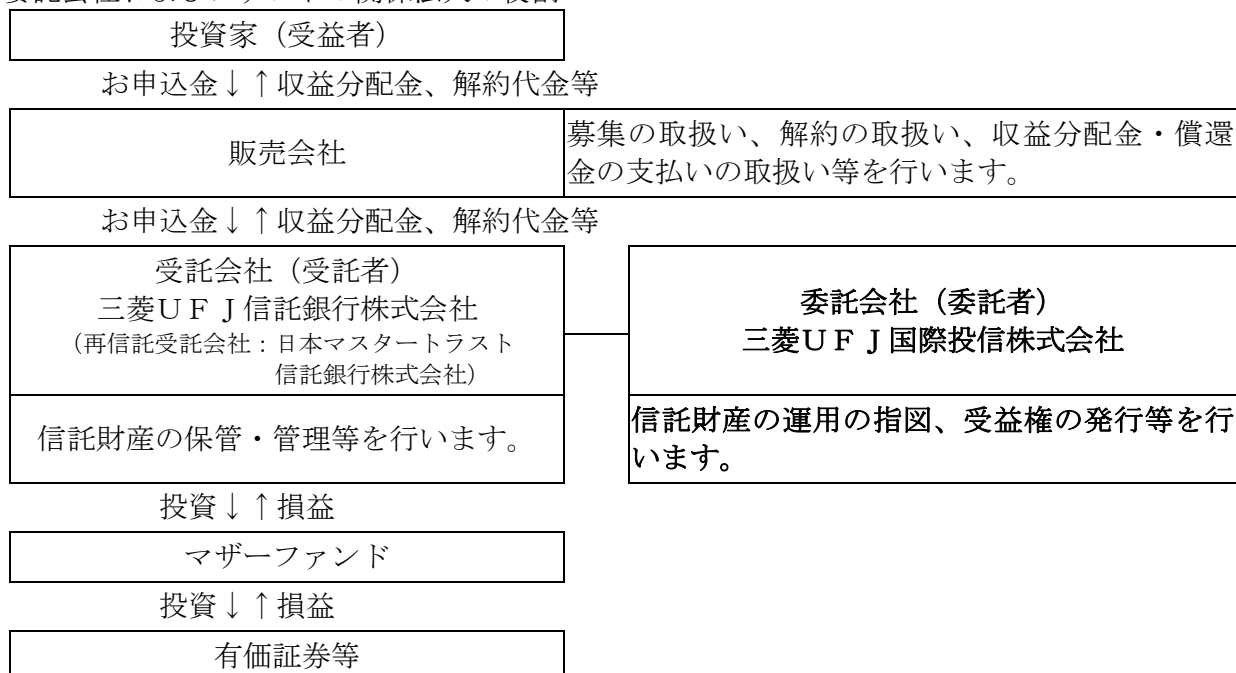 投資家（受益者）
お申込金↓↑収益分配金、解約代金等
販売会社
募集の取扱い、解約の取扱い、収益分配金・償還
金の支払いの取扱い等を行います。
お申込金↓↑収益分配金、解約代金等
受託会社（受託者）
三菱ＵＦＪ信託銀行株式会社
（再信託受託会社：日本マスタートラスト
信託銀行株式会社）
委託会社（委託者）
三菱ＵＦＪ国際投信株式会社
信託財産の保管・管理等を行います。
信託財産の運用の指図、受益権の発行等を行
います。
投資↓↑損益
マザーファンド
投資↓↑損益
有価証券等